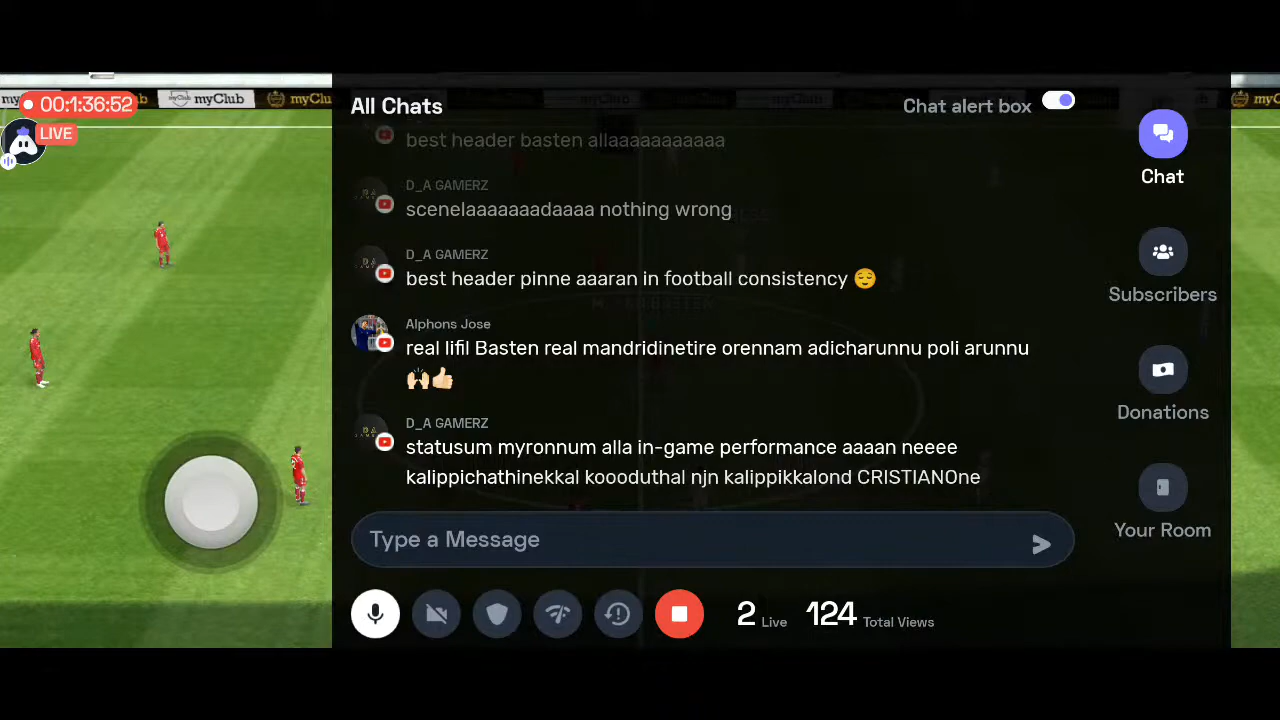 00:1:36:52
LIVE
myClub
myClub
All Chats
Chat alert box
best header basten allaaaaaaaaaaa
D_A GAMERZ
scenelaaaaaaadaaaa nothing wrong
D_A GAMERZ
best header pinne aaaran in football consistency 😌
Alphons Jose
real lifil Basten real mandridinetire orennam adicharunnu poli arunnu
🙌🏻👍🏻
D_A GAMERZ
statusum myronnum alla in-game performance aaaan neeee
kalippichathinekkal koooduthal njn kalippikkalond CRISTIANOne
Type a Message
2 Live 124 Total Views
Chat
Subscribers
Donations
Your Room